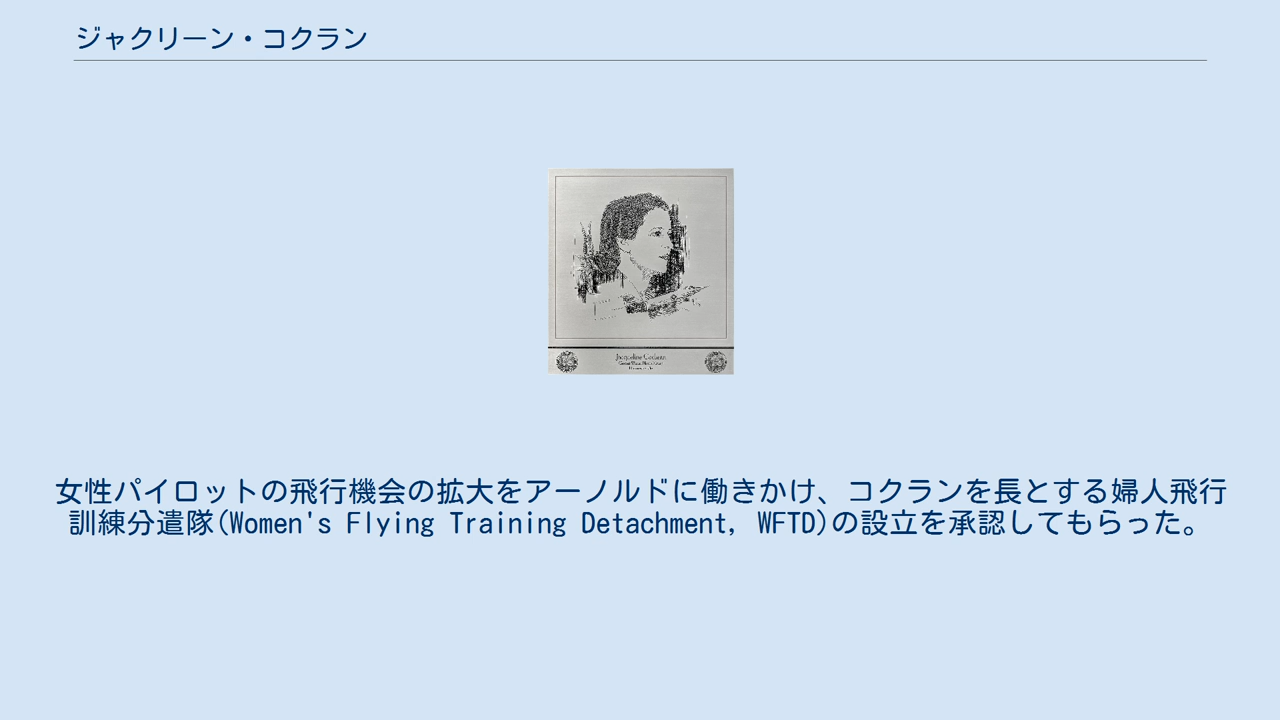 ジャクリーン・コクラン
Jacqueline Cochran
女性パイロットの飛行機会の拡大をアーノルドに働きかけ、コクランを長とする婦人飛行
訓練分遣隊(Women's Flying Training Detachment, WFTD)の設立を承認してもらった。